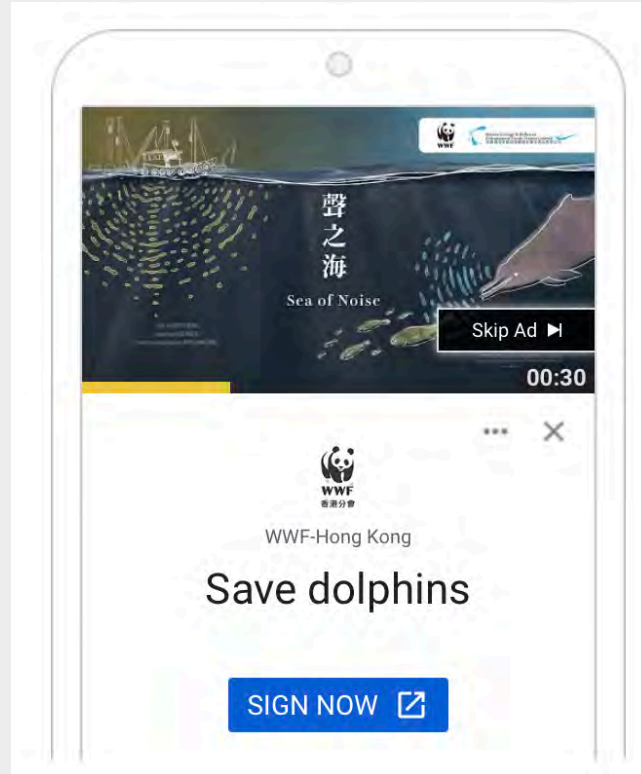 WWF
聲之海
Sea of Noise
Skip Ad
00:30
WWF
香港分會
WWF-Hong Kong
Save dolphins
SIGN NOW